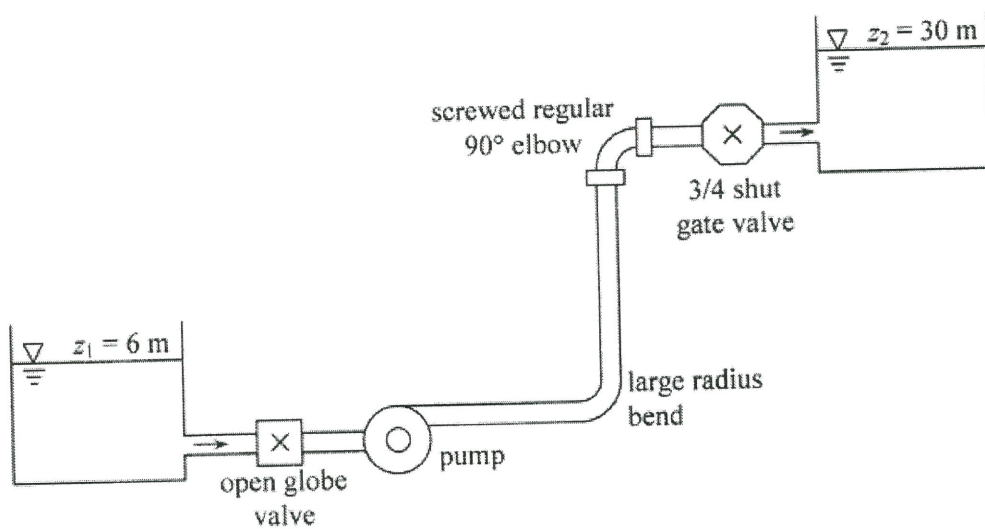 z₂ = 30 m
screwed regular
90° elbow
3/4 shut
gate valve
z₁ = 6 m
large radius
bend
pump
open globe
valve